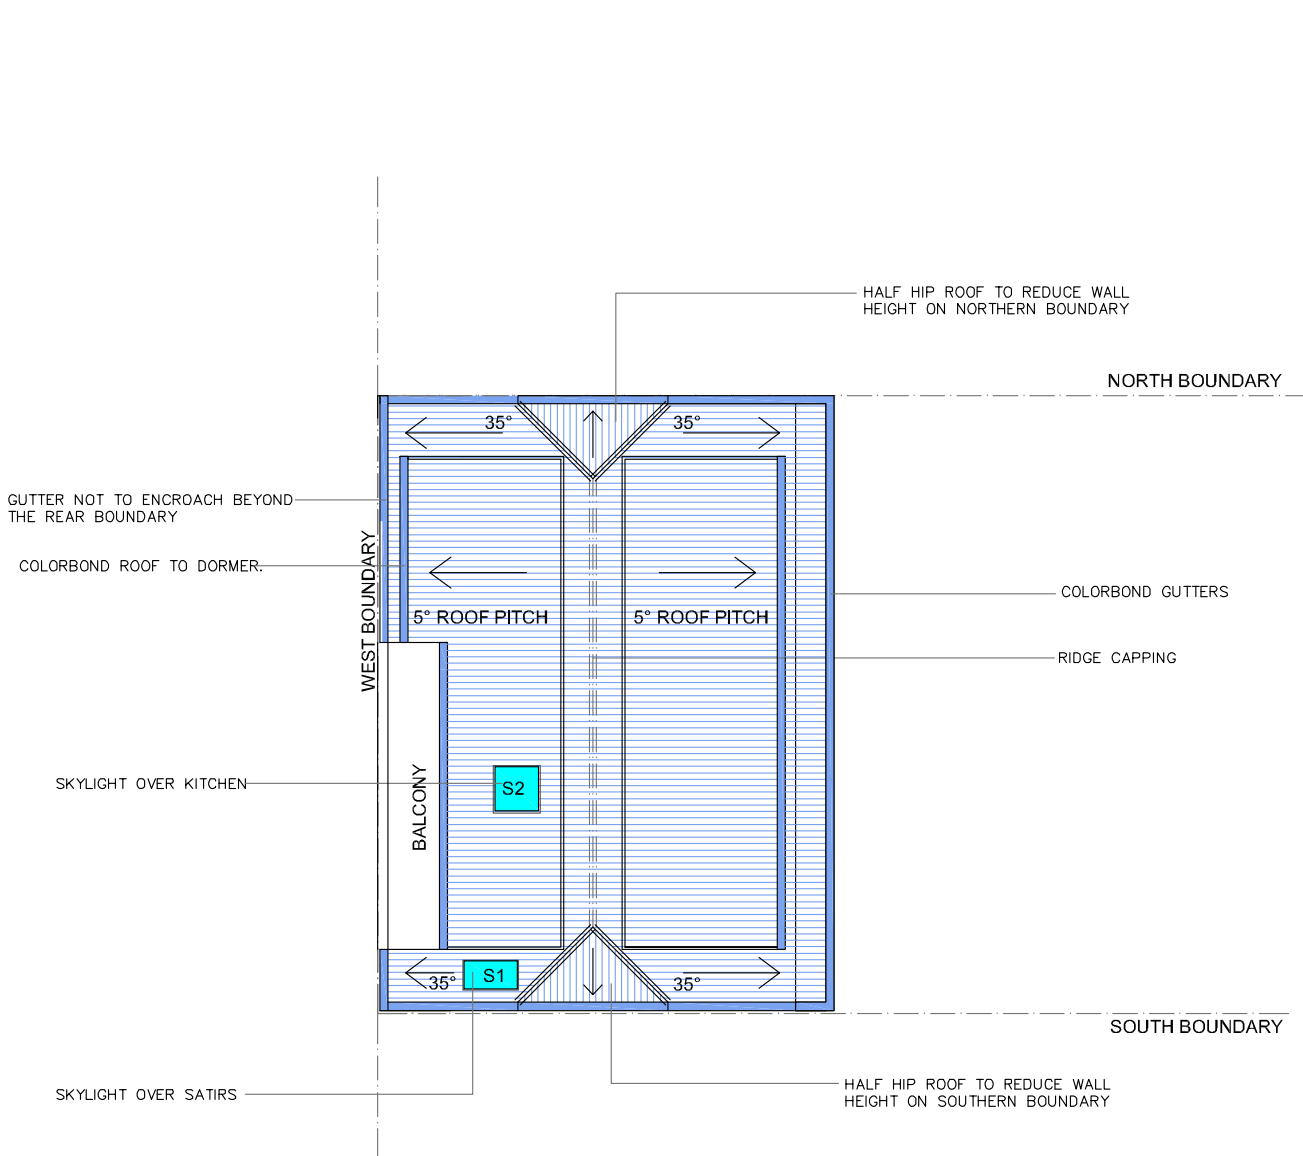 HALF HIP ROOF TO REDUCE WALL
HEIGHT ON NORTHERN BOUNDARY
NORTH BOUNDARY
35°
35°
GUTTER NOT TO ENCROACH BEYOND
THE REAR BOUNDARY
COLORBOND ROOF TO DORMER.
WEST BOUNDARY
COLORBOND GUTTERS
5° ROOF PITCH
5° ROOF PITCH
RIDGE CAPPING
SKYLIGHT OVER KITCHEN
BALCONY
S2
35°
S1
35°
SOUTH BOUNDARY
SKYLIGHT OVER SATIRS
HALF HIP ROOF TO REDUCE WALL
HEIGHT ON SOUTHERN BOUNDARY